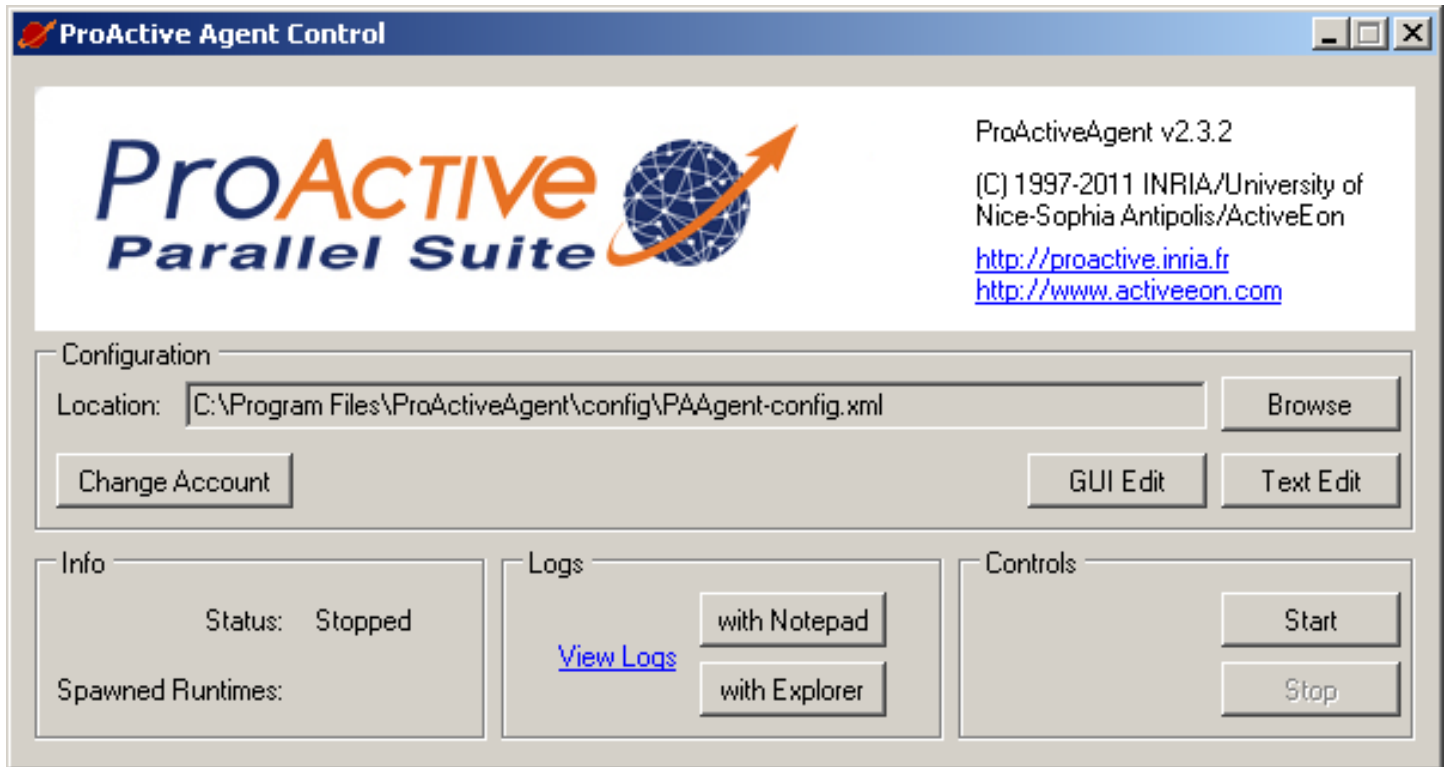 ProActive Agent Control
ProActive
Parallel Suite
ProActiveAgent v2.3.2
(C) 1997-2011 INRIA/University of
Nice-Sophia Antipolis/ActiveEon
http://proactive.inria.fr
http://www.activeeon.com
Configuration
Location: C:\Program Files\ProActiveAgent\config\PAAgent-config.xml Browse
Change Account GUI Edit Text Edit
Info
Status: Stopped
Spawned Runtimes:
Logs
View Logs
with Notepad
with Explorer
Controls
Start
Stop